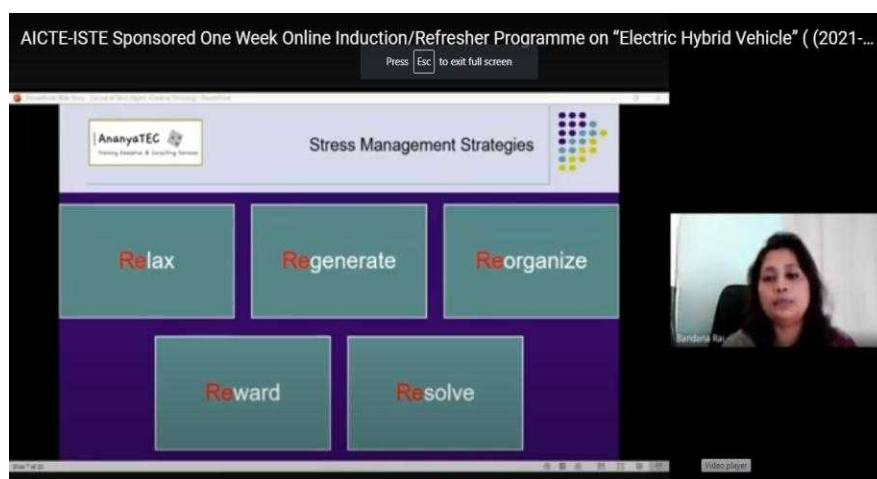 AICTE-ISTE Sponsored One Week Online Induction/Refresher Programme on “Electric Hybrid Vehicle” ( (2021-...
Press Esc to exit full screen
AnanyaTEC
Stress Management Strategies
Relax
Regenerate
Reorganize
Reward
Resolve
Bandana Rai
Video player